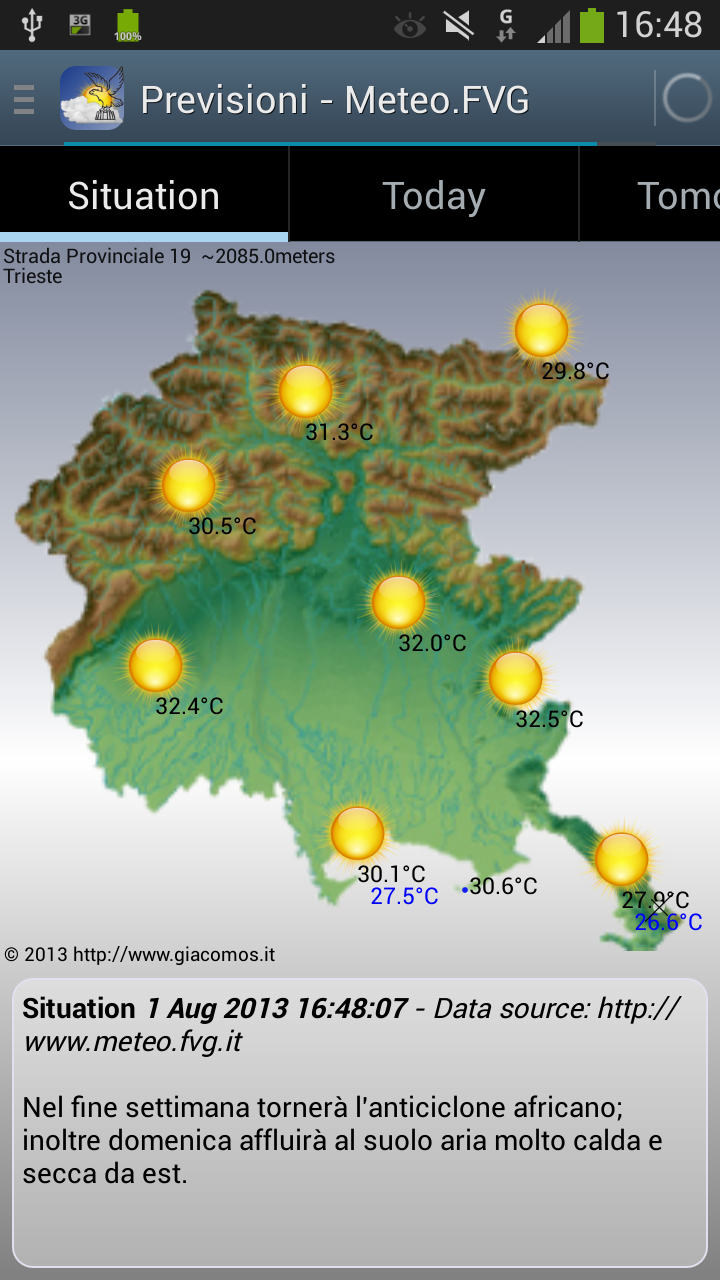 3G
100%
G
16:48
Previsioni - Meteo.FVG
Situation
Today
Tomo
Strada Provinciale 19 ~2085.0meters
Trieste
29.8°C
31.3°C
30.5°C
32.0°C
32.4°C
32.5°C
30.1°C
27.5°C
30.6°C
27.9°C
26.6°C
© 2013 http://www.giacomos.it
Situation 1 Aug 2013 16:48:07 - Data source: http://
www.meteo.fvg.it
Nel fine settimana tornerà l'anticiclone africano;
inoltre domenica affluirà al suolo aria molto calda e
secca da est.